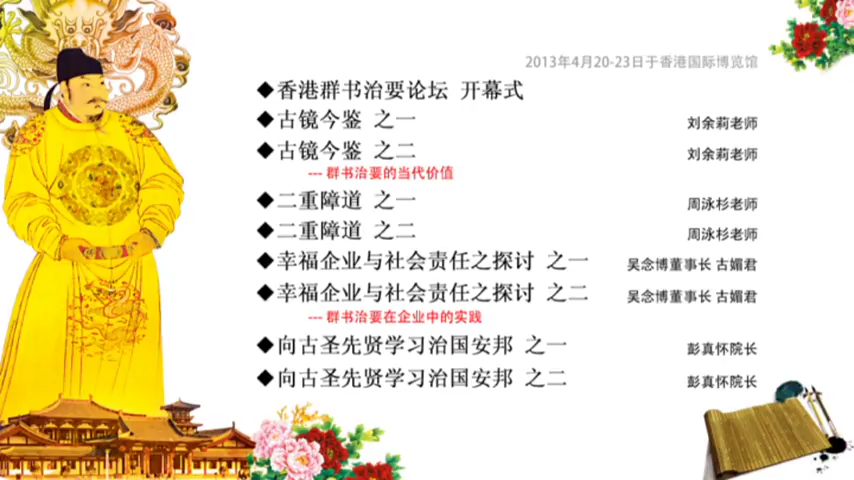 2013年4月20-23日于香港国际博览馆
◆香港群书治要论坛 开幕式
◆古镜今鉴 之一 刘余莉老师
◆古镜今鉴 之二 刘余莉老师
--- 群书治要的当代价值
◆二重障道 之一 周泳杉老师
◆二重障道 之二 周泳杉老师
◆幸福企业与社会责任之探讨 之一 吴念博董事长 古媚君
◆幸福企业与社会责任之探讨 之二 吴念博董事长 古媚君
--- 群书治要在企业中的实践
◆向古圣先贤学习治国安邦 之一 彭真怀院长
◆向古圣先贤学习治国安邦 之二 彭真怀院长